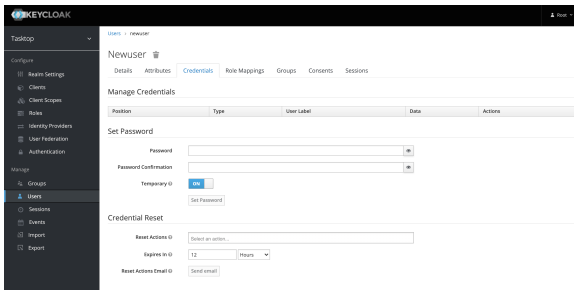 KEYCLOAK
Root
Tasktop
Users > newuser
Newuser
Details Attributes Credentials Role Mappings Groups Consents Sessions
Configure
Realm Settings
Clients
Client Scopes
Roles
Identity Providers
User Federation
Authentication
Manage
Groups
Users
Sessions
Events
Import
Export
Manage Credentials
Position Type User Label Data Actions
Set Password
Password
Password Confirmation
Temporary ON
Set Password
Credential Reset
Reset Actions Select an action...
Expires In 12 Hours
Reset Actions Email Send email